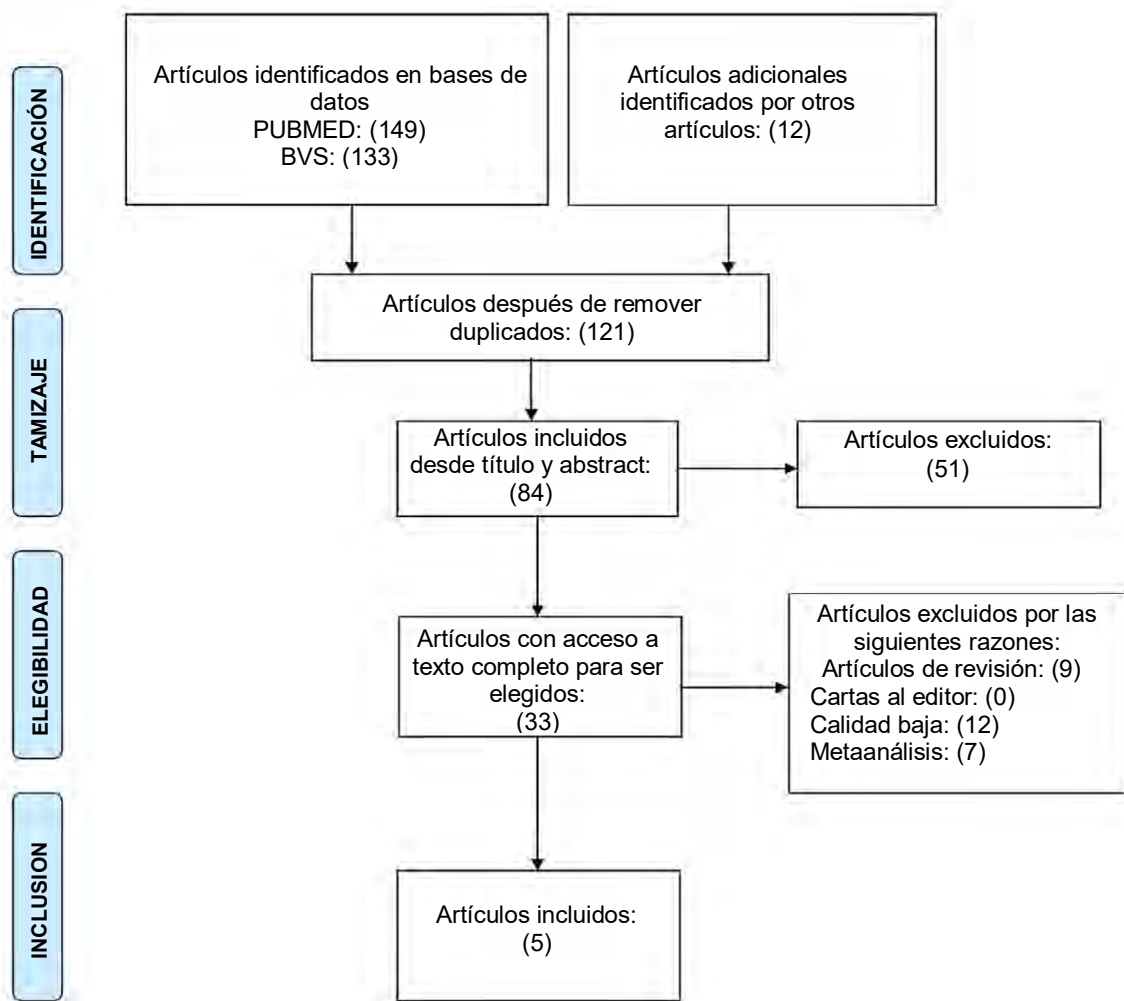 IDENTIFICACIÓN
Artículos identificados en bases de
datos
PUBMED: (149)
BVS: (133)
Artículos adicionales
identificados por otros
artículos: (12)
Artículos después de remover
duplicados: (121)
TAMIZAJE
Artículos incluidos
desde título y abstract:
(84)
Artículos excluidos:
(51)
ELEGIBILIDAD
Artículos con acceso a
texto completo para ser
elegidos:
(33)
Artículos excluidos por las
siguientes razones:
Artículos de revisión: (9)
Cartas al editor: (0)
Calidad baja: (12)
Metaanálisis: (7)
INCLUSION
Artículos incluidos:
(5)